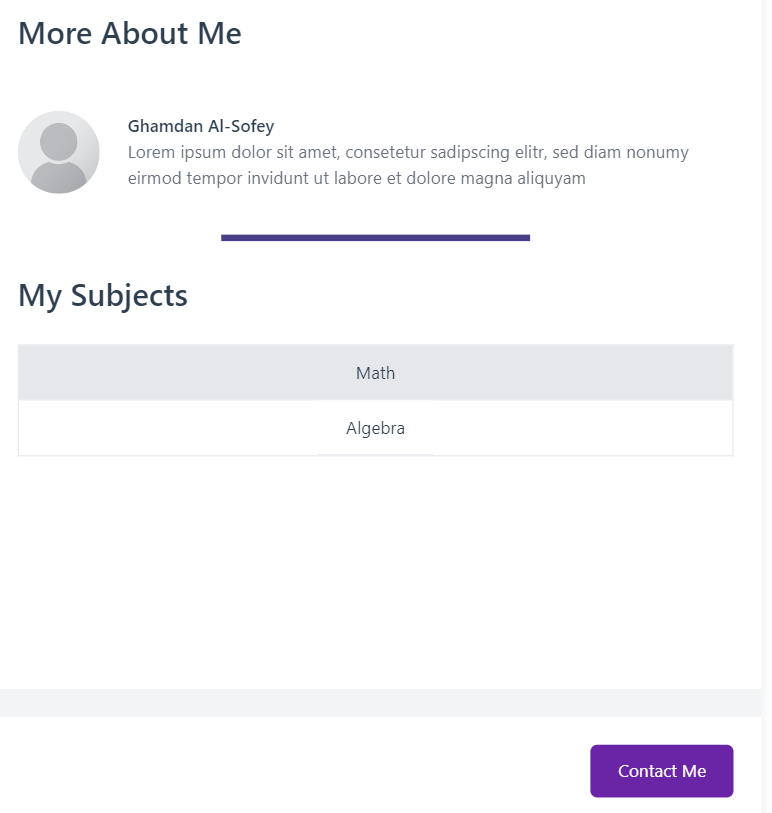 More About Me
Ghamdan Al-Sofey
Lorem ipsum dolor sit amet, consetetur sadipscing elitr, sed diam nonumy
eirmod tempor invidunt ut labore et dolore magna aliquyam
My Subjects
Math
Algebra
Contact Me